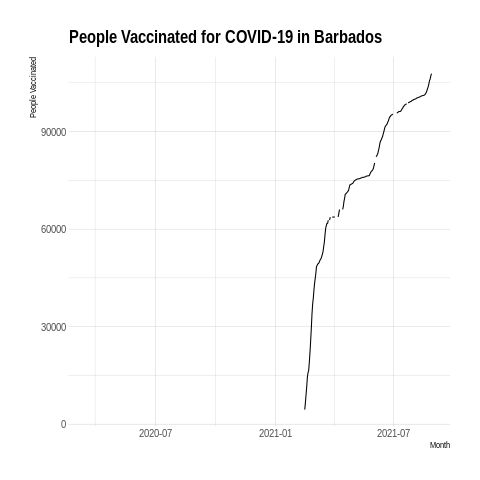 People Vaccinated for COVID-19 in Barbados
People Vaccinated
90000
60000
30000
0
2020-07 2021-01 2021-07
Month